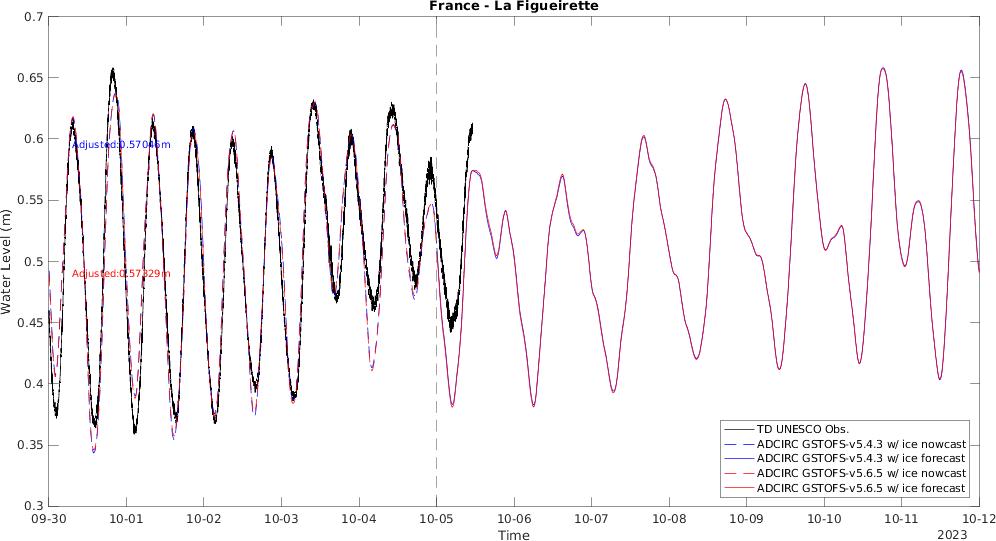 France - La Figueirette
0.7
0.65
0.6
0.55
0.5
0.45
0.4
0.35
0.3
Water Level (m)
Adjusted:0.57046m
Adjusted:0.57329m
TD UNESCO Obs.
ADCIRC GSTOFS-v5.4.3 w/ ice nowcast
ADCIRC GSTOFS-v5.4.3 w/ ice forecast
ADCIRC GSTOFS-v5.6.5 w/ ice nowcast
ADCIRC GSTOFS-v5.6.5 w/ ice forecast
09-30 10-01 10-02 10-03 10-04 10-05 10-06 10-07 10-08 10-09 10-10 10-11 10-12
Time
2023